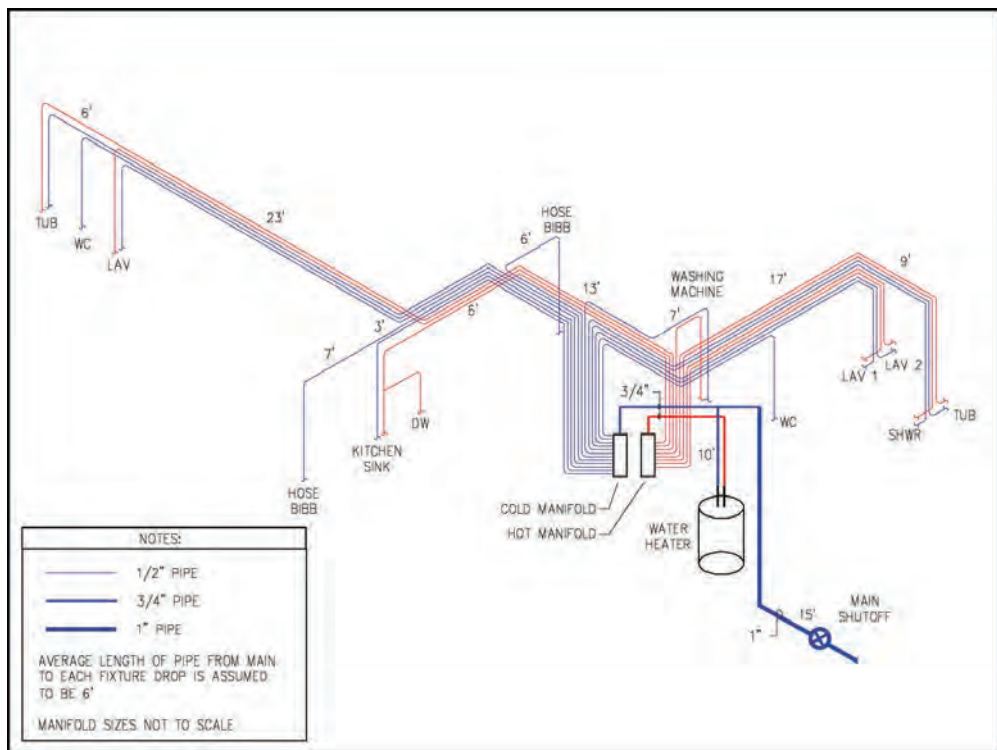 6'
TUB
WC
LAV
23'
HOSE
BIBB
6'
13'
WASHING
MACHINE
7'
17'
9'
3'
6'
7'
LAV 1
LAV 2
SHWR
TUB
WC
3/4"
10'
DW
KITCHEN
SINK
HOSE
BIBB
COLD MANIFOLD
HOT MANIFOLD
WATER
HEATER
MAIN
SHUTOFF
15'
1"
NOTES:
1/2" PIPE
3/4" PIPE
1" PIPE
AVERAGE LENGTH OF PIPE FROM MAIN
TO EACH FIXTURE DROP IS ASSUMED
TO BE 6'
MANIFOLD SIZES NOT TO SCALE